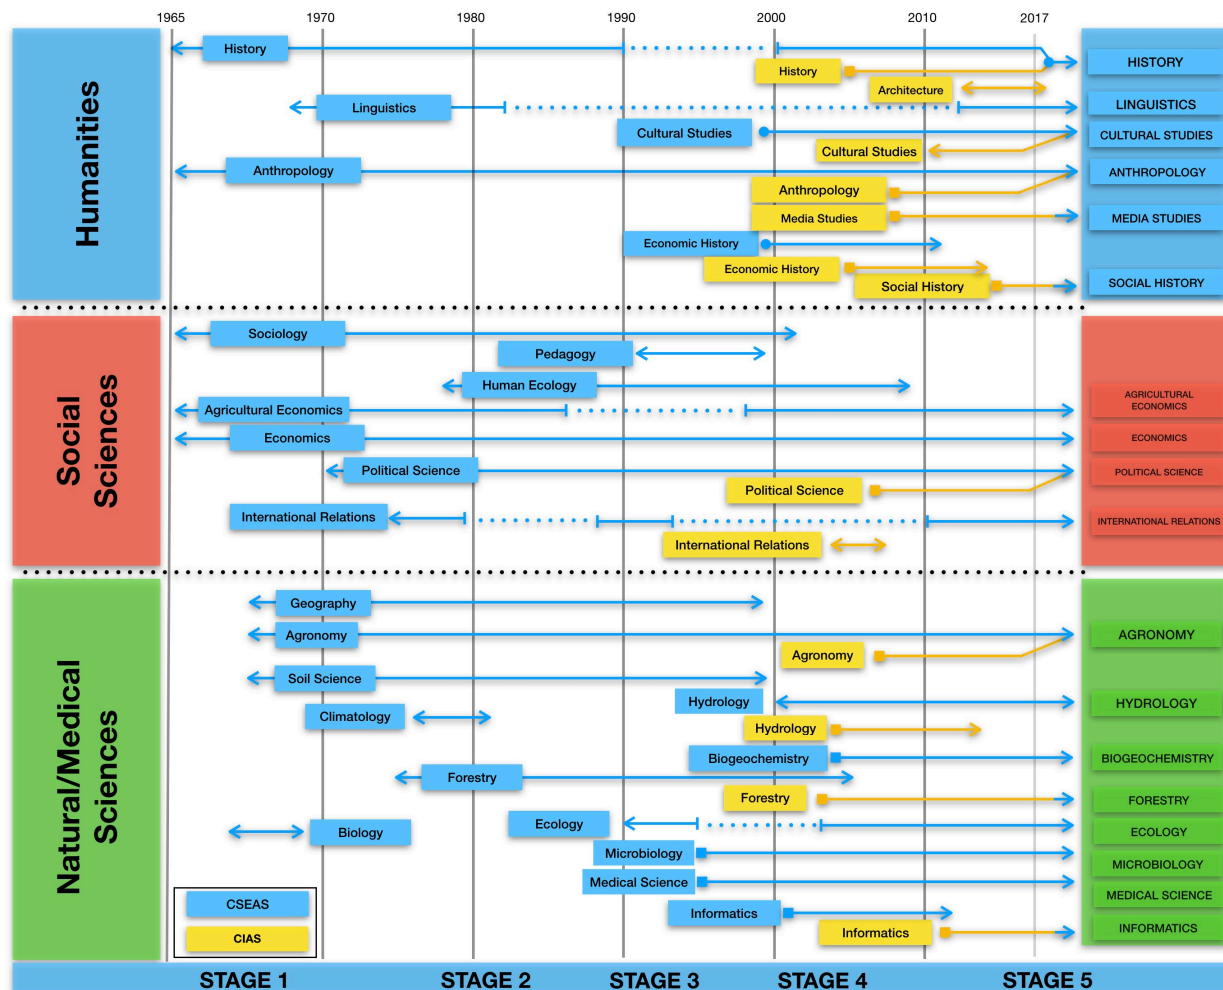 1965 1970 1980 1990 2000 2010 2017
Humanities
History
HISTORY
History
Architecture
Linguistics
LINGUISTICS
Cultural Studies
CULTURAL STUDIES
Cultural Studies
Anthropology
ANTHROPOLOGY
Anthropology
Media Studies
MEDIA STUDIES
Economic History
Economic History
Social History
SOCIAL HISTORY
Social
Sciences
Sociology
Pedagogy
Human Ecology
Agricultural Economics
AGRICULTURAL
ECONOMICS
Economics
ECONOMICS
Political Science
POLITICAL SCIENCE
Political Science
International Relations
INTERNATIONAL RELATIONS
International Relations
Natural/Medical
Sciences
Geography
Agronomy
AGRONOMY
Agronomy
Soil Science
Hydrology
HYDROLOGY
Climatology
Hydrology
Biogeochemistry
BIOGEOCHEMISTRY
Forestry
Forestry
FORESTRY
Ecology
ECOLOGY
Biology
Microbiology
MICROBIOLOGY
Medical Science
MEDICAL SCIENCE
CSEAS
Informatics
INFORMATICS
CIAS
Informatics
STAGE 1 STAGE 2 STAGE 3 STAGE 4 STAGE 5